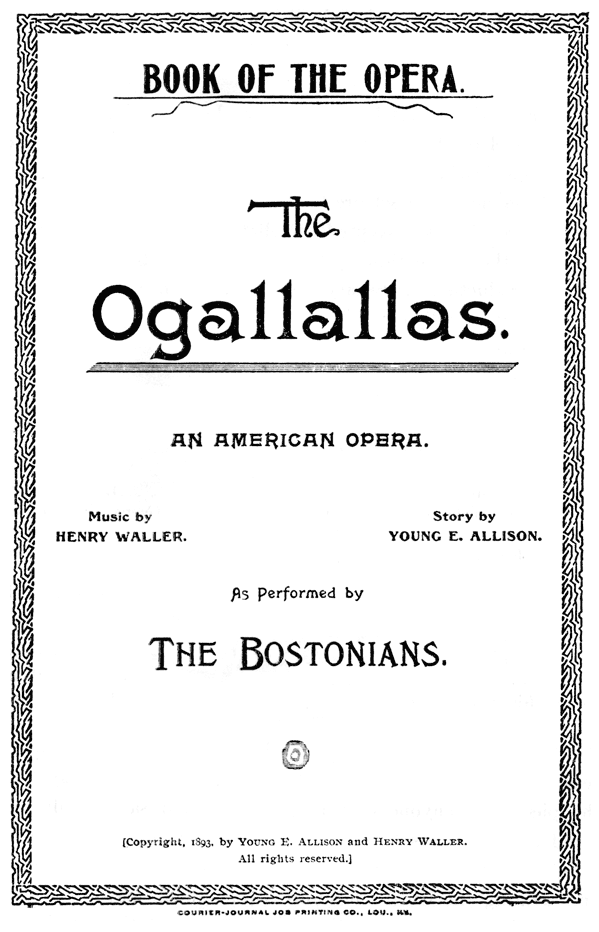 BOOK OF THE OPERA.
The
Ogallallas.
AN AMERICAN OPERA.
Music by
HENRY WALLER.
Story by
YOUNG E. ALLISON.
As Performed by
THE BOSTONIANS.
[Copyright, 1893, by YOUNG E. ALLISON and HENRY WALLER.
All rights reserved.]
COURIER-JOURNAL JOB PRINTING CO., LOU., KY.